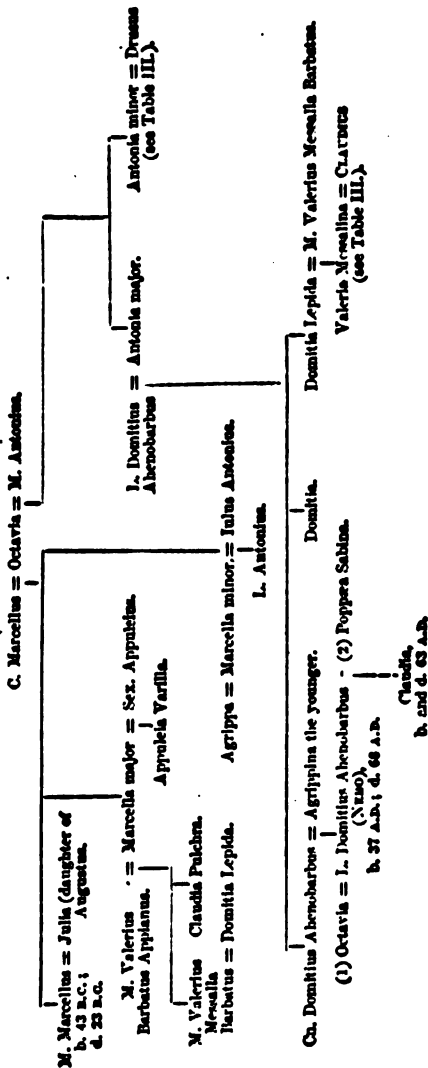 C. Marcellus = Octavia = M. Antonius.
M. Marcellus = Julia (daughter of
b. 43 B.C.; Augustus.
d. 23 B.C.
Antonia minor = Drusus
(see Table III.).
M. Valerius = Marcella major = Sex. Appuleius.
Barbatus Appianus.
Appuleia Varilla.
L. Domitius = Antonia major.
Ahenobarbus
M. Valerius Claudia Pulchra.
Messalla
Barbatus = Domitia Lepida.
Agrippa = Marcella minor. = Iulus Antonius.
L. Antonius.
Cn. Domitius Ahenobarbus = Agrippina the younger.
Domitia.
Domitia Lepida = M. Valerius Messalla Barbatus.
(1) Octavia = L. Domitius Ahenobarbus - (2) Poppæa Sabina.
(NERO),
b. 37 A.D.; d. 68 A.D.
Valeria Messalina = CLAUDIUS
(see Table III.).
Claudia,
b. and d. 63 A.D.